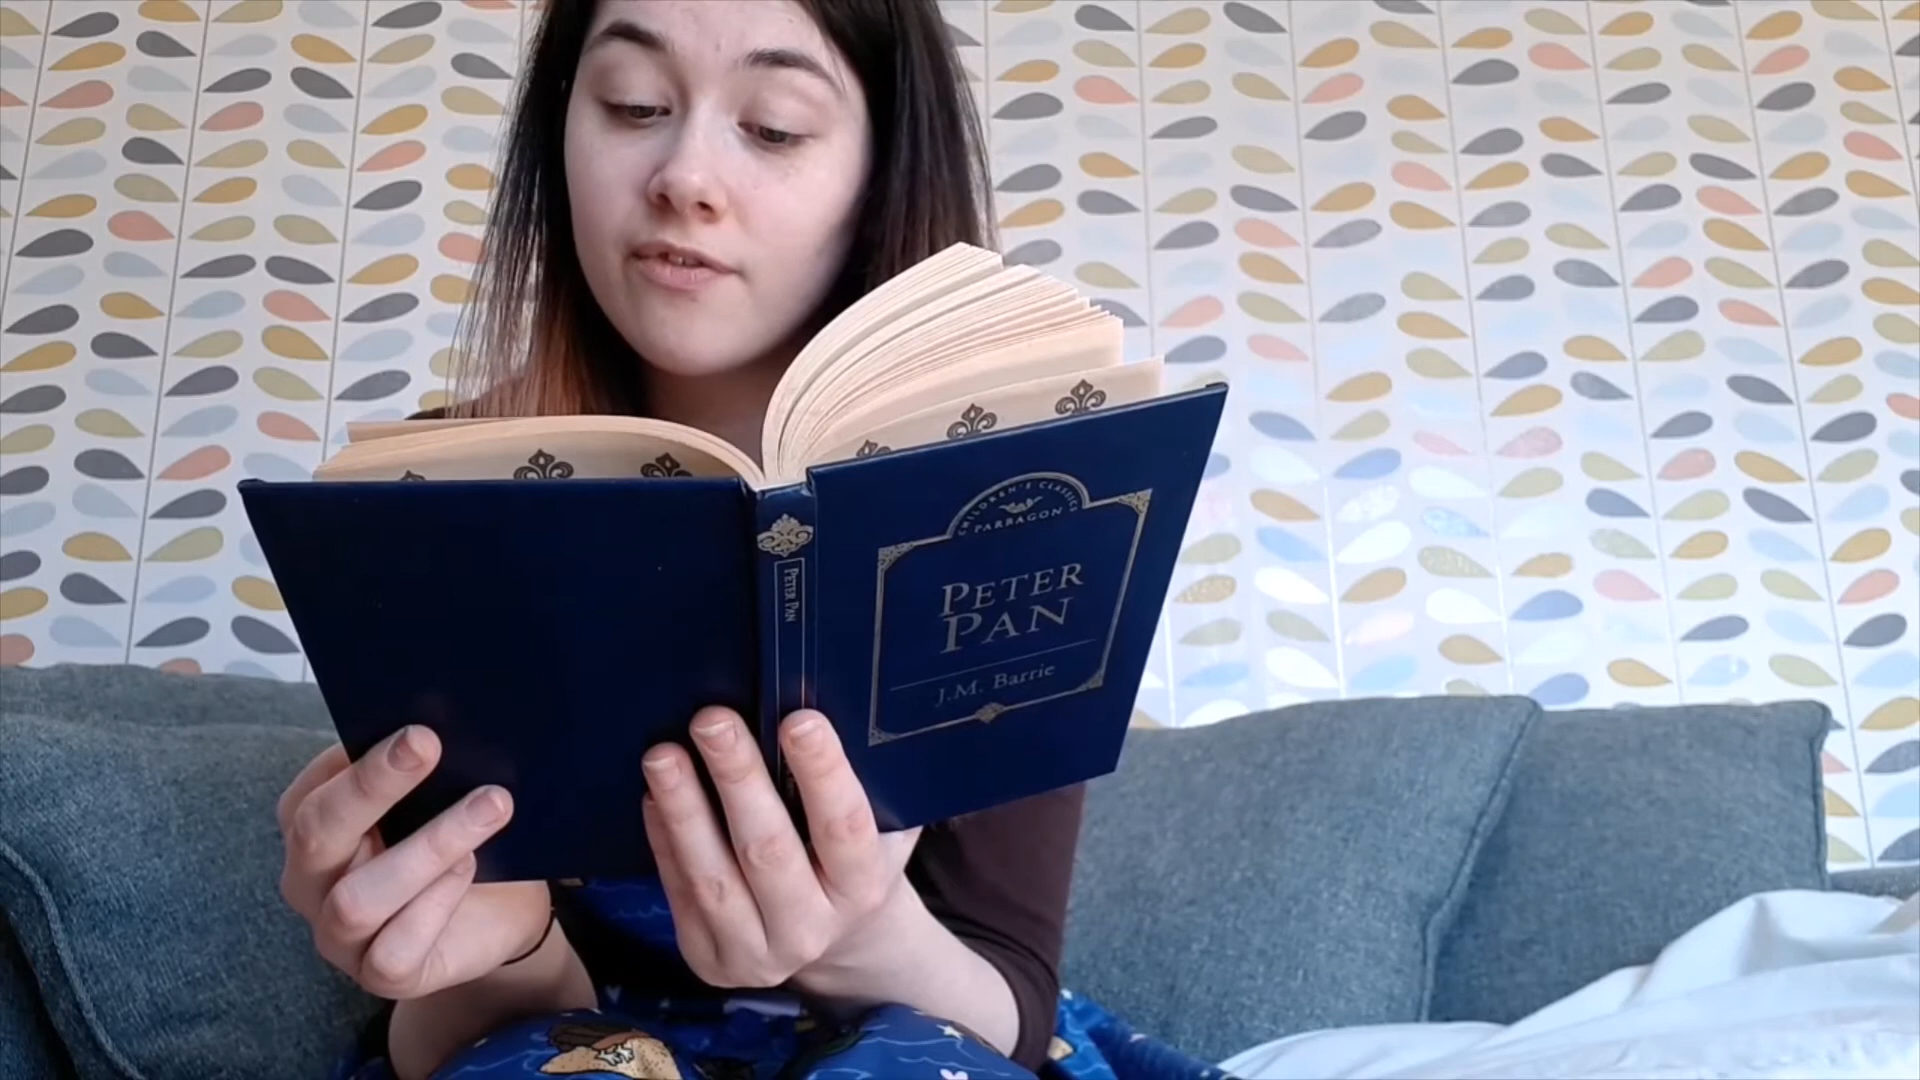 CHILDREN'S CLASSICS
PARRAGON
PETER
PAN
J.M. Barrie
PETER PAN